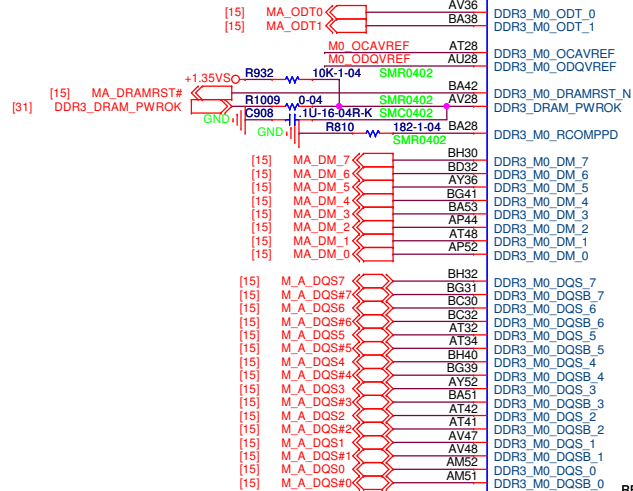 [15] MA_ODT0 AV36 DDR3_M0_ODT_0
[15] MA_ODT1 BA38 DDR3_M0_ODT_1
M0_OCAVREF AT28 DDR3_M0_OCAVREF
M0_ODQVREF AU28 DDR3_M0_ODQVREF
+1.35VS R932 10K-1-04 SMR0402
[15] MA_DRAMRST# BA42 DDR3_M0_DRAMRST_N
[31] DDR3_DRAM_PWROK R1009 0-04 SMR0402 AV28 DDR3_DRAM_PWROK
GND C908 .1U-16-04R-K SMC0402
GND R810 182-1-04 BA28 DDR3_M0_RCOMPPD
SMR0402
[15] MA_DM_7 BH30 DDR3_M0_DM_7
[15] MA_DM_6 BD32 DDR3_M0_DM_6
[15] MA_DM_5 AY36 DDR3_M0_DM_5
[15] MA_DM_4 BG41 DDR3_M0_DM_4
[15] MA_DM_3 BA53 DDR3_M0_DM_3
[15] MA_DM_2 AP44 DDR3_M0_DM_2
[15] MA_DM_1 AT48 DDR3_M0_DM_1
[15] MA_DM_0 AP52 DDR3_M0_DM_0
[15] M_A_DQS7 BH32 DDR3_M0_DQS_7
[15] M_A_DQS#7 BG31 DDR3_M0_DQSB_7
[15] M_A_DQS6 BC30 DDR3_M0_DQS_6
[15] M_A_DQS#6 BC32 DDR3_M0_DQSB_6
[15] M_A_DQS5 AT32 DDR3_M0_DQS_5
[15] M_A_DQS#5 AT34 DDR3_M0_DQSB_5
[15] M_A_DQS4 BH40 DDR3_M0_DQS_4
[15] M_A_DQS#4 BG39 DDR3_M0_DQSB_4
[15] M_A_DQS3 AY52 DDR3_M0_DQS_3
[15] M_A_DQS#3 BA51 DDR3_M0_DQSB_3
[15] M_A_DQS2 AT42 DDR3_M0_DQS_2
[15] M_A_DQS#2 AT41 DDR3_M0_DQSB_2
[15] M_A_DQS1 AV47 DDR3_M0_DQS_1
[15] M_A_DQS#1 AV48 DDR3_M0_DQSB_1
[15] M_A_DQS0 AM52 DDR3_M0_DQS_0
[15] M_A_DQS#0 AM51 DDR3_M0_DQSB_0